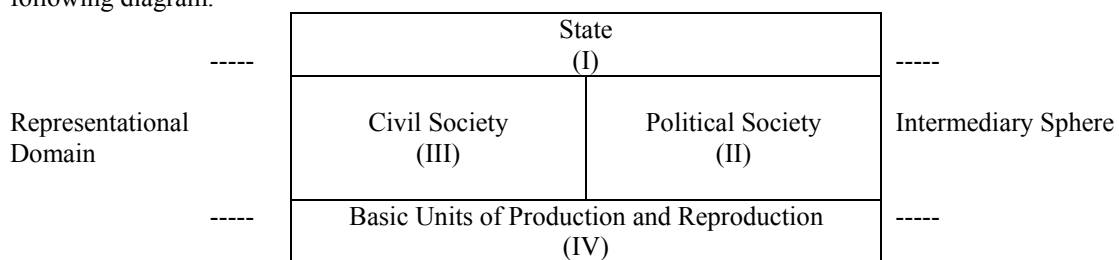 following diagram.
State
----- (I) -----
Representational Civil Society Political Society Intermediary Sphere
Domain (III) (II)
----- Basic Units of Production and Reproduction -----
(IV)